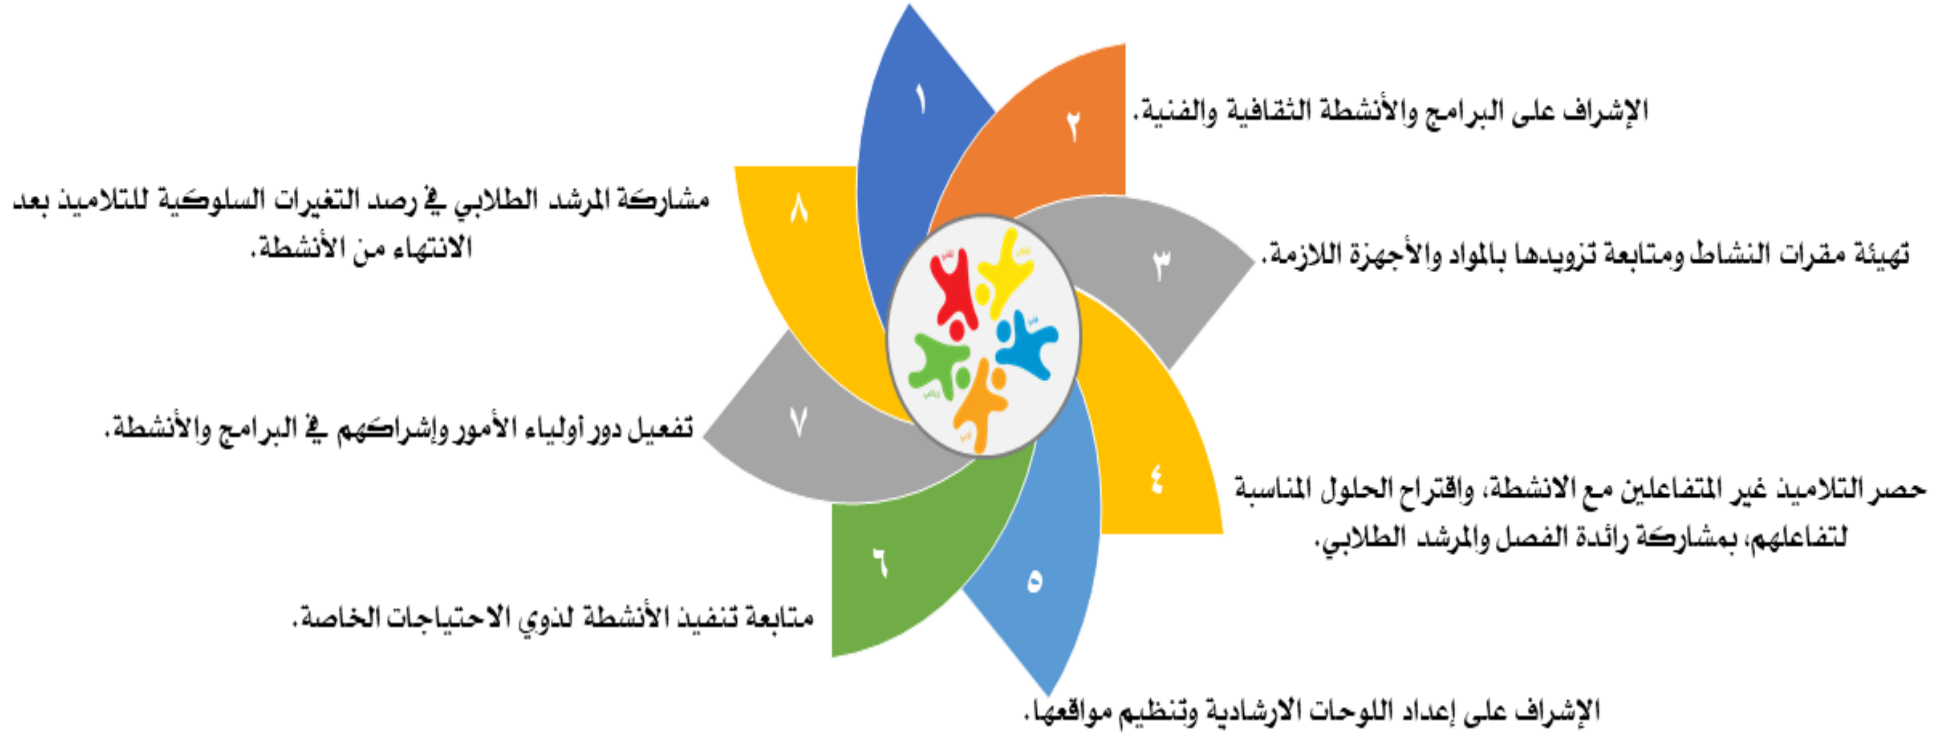 ١
٢
الإشراف على البرامج والأنشطة الثقافية والفنية.
٣
تهيئة مقرات النشاط ومتابعة تزويدها بالمواد والأجهزة اللازمة.
٤
حصر التلاميذ غير المتفاعلين مع الانشطة، واقتراح الحلول المناسبة
لتفاعلهم، بمشاركة رائدة الفصل والمرشد الطلابي.
٥
الإشراف على إعداد اللوحات الارشادية وتنظيم مواقعها.
٦
متابعة تنفيذ الأنشطة لذوي الاحتياجات الخاصة.
٧
تفعيل دور أولياء الأمور وإشراكهم في البرامج والأنشطة.
٨
مشاركة المرشد الطلابي في رصد التغيرات السلوكية للتلاميذ بعد
الانتهاء من الأنشطة.